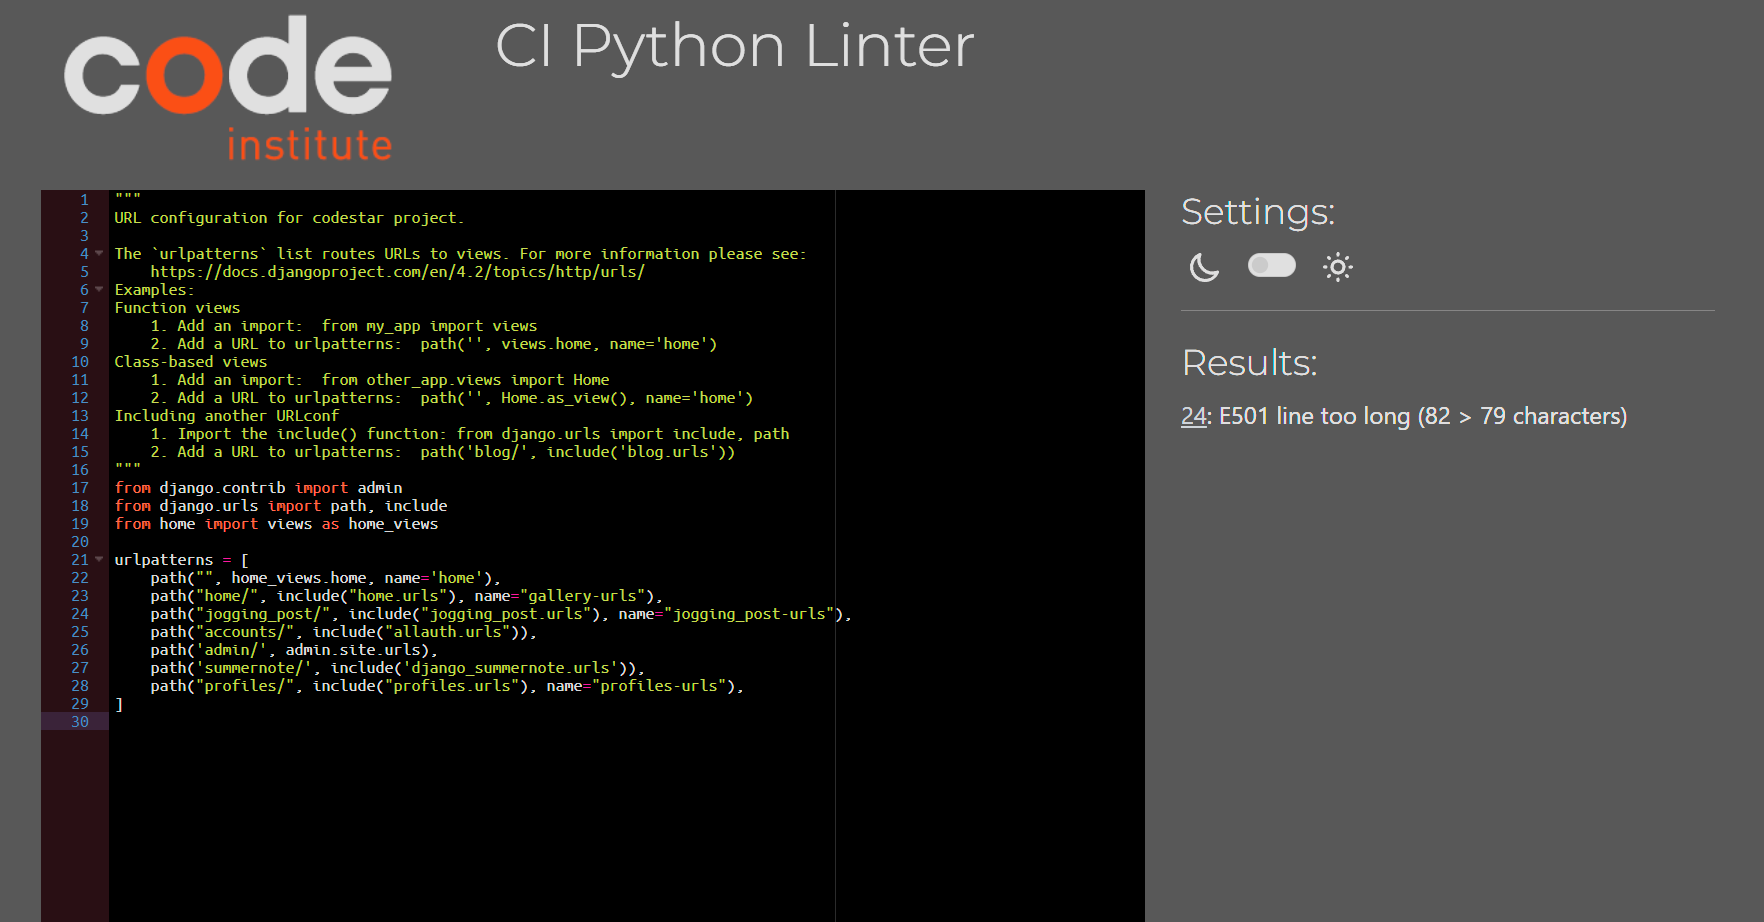 code
institute
CI Python Linter
1 """
2 URL configuration for codestar project.
3
4 The `urlpatterns` list routes URLs to views. For more information please see:
5     https://docs.djangoproject.com/en/4.2/topics/http/urls/
6 Examples:
7 Function views
8     1. Add an import:  from my_app import views
9     2. Add a URL to urlpatterns:  path('', views.home, name='home')
10 Class-based views
11     1. Add an import:  from other_app.views import Home
12     2. Add a URL to urlpatterns:  path('', Home.as_view(), name='home')
13 Including another URLconf
14     1. Import the include() function: from django.urls import include, path
15     2. Add a URL to urlpatterns:  path('blog/', include('blog.urls'))
16 """
17 from django.contrib import admin
18 from django.urls import path, include
19 from home import views as home_views
20
21 urlpatterns = [
22     path("", home_views.home, name='home'),
23     path("home/", include("home.urls"), name="gallery-urls"),
24     path("jogging_post/", include("jogging_post.urls"), name="jogging_post-urls"),
25     path("accounts/", include("allauth.urls")),
26     path('admin/', admin.site.urls),
27     path('summernote/', include('django_summernote.urls')),
28     path("profiles/", include("profiles.urls"), name="profiles-urls"),
29 ]
30
Settings:
Results:
24: E501 line too long (82 > 79 characters)